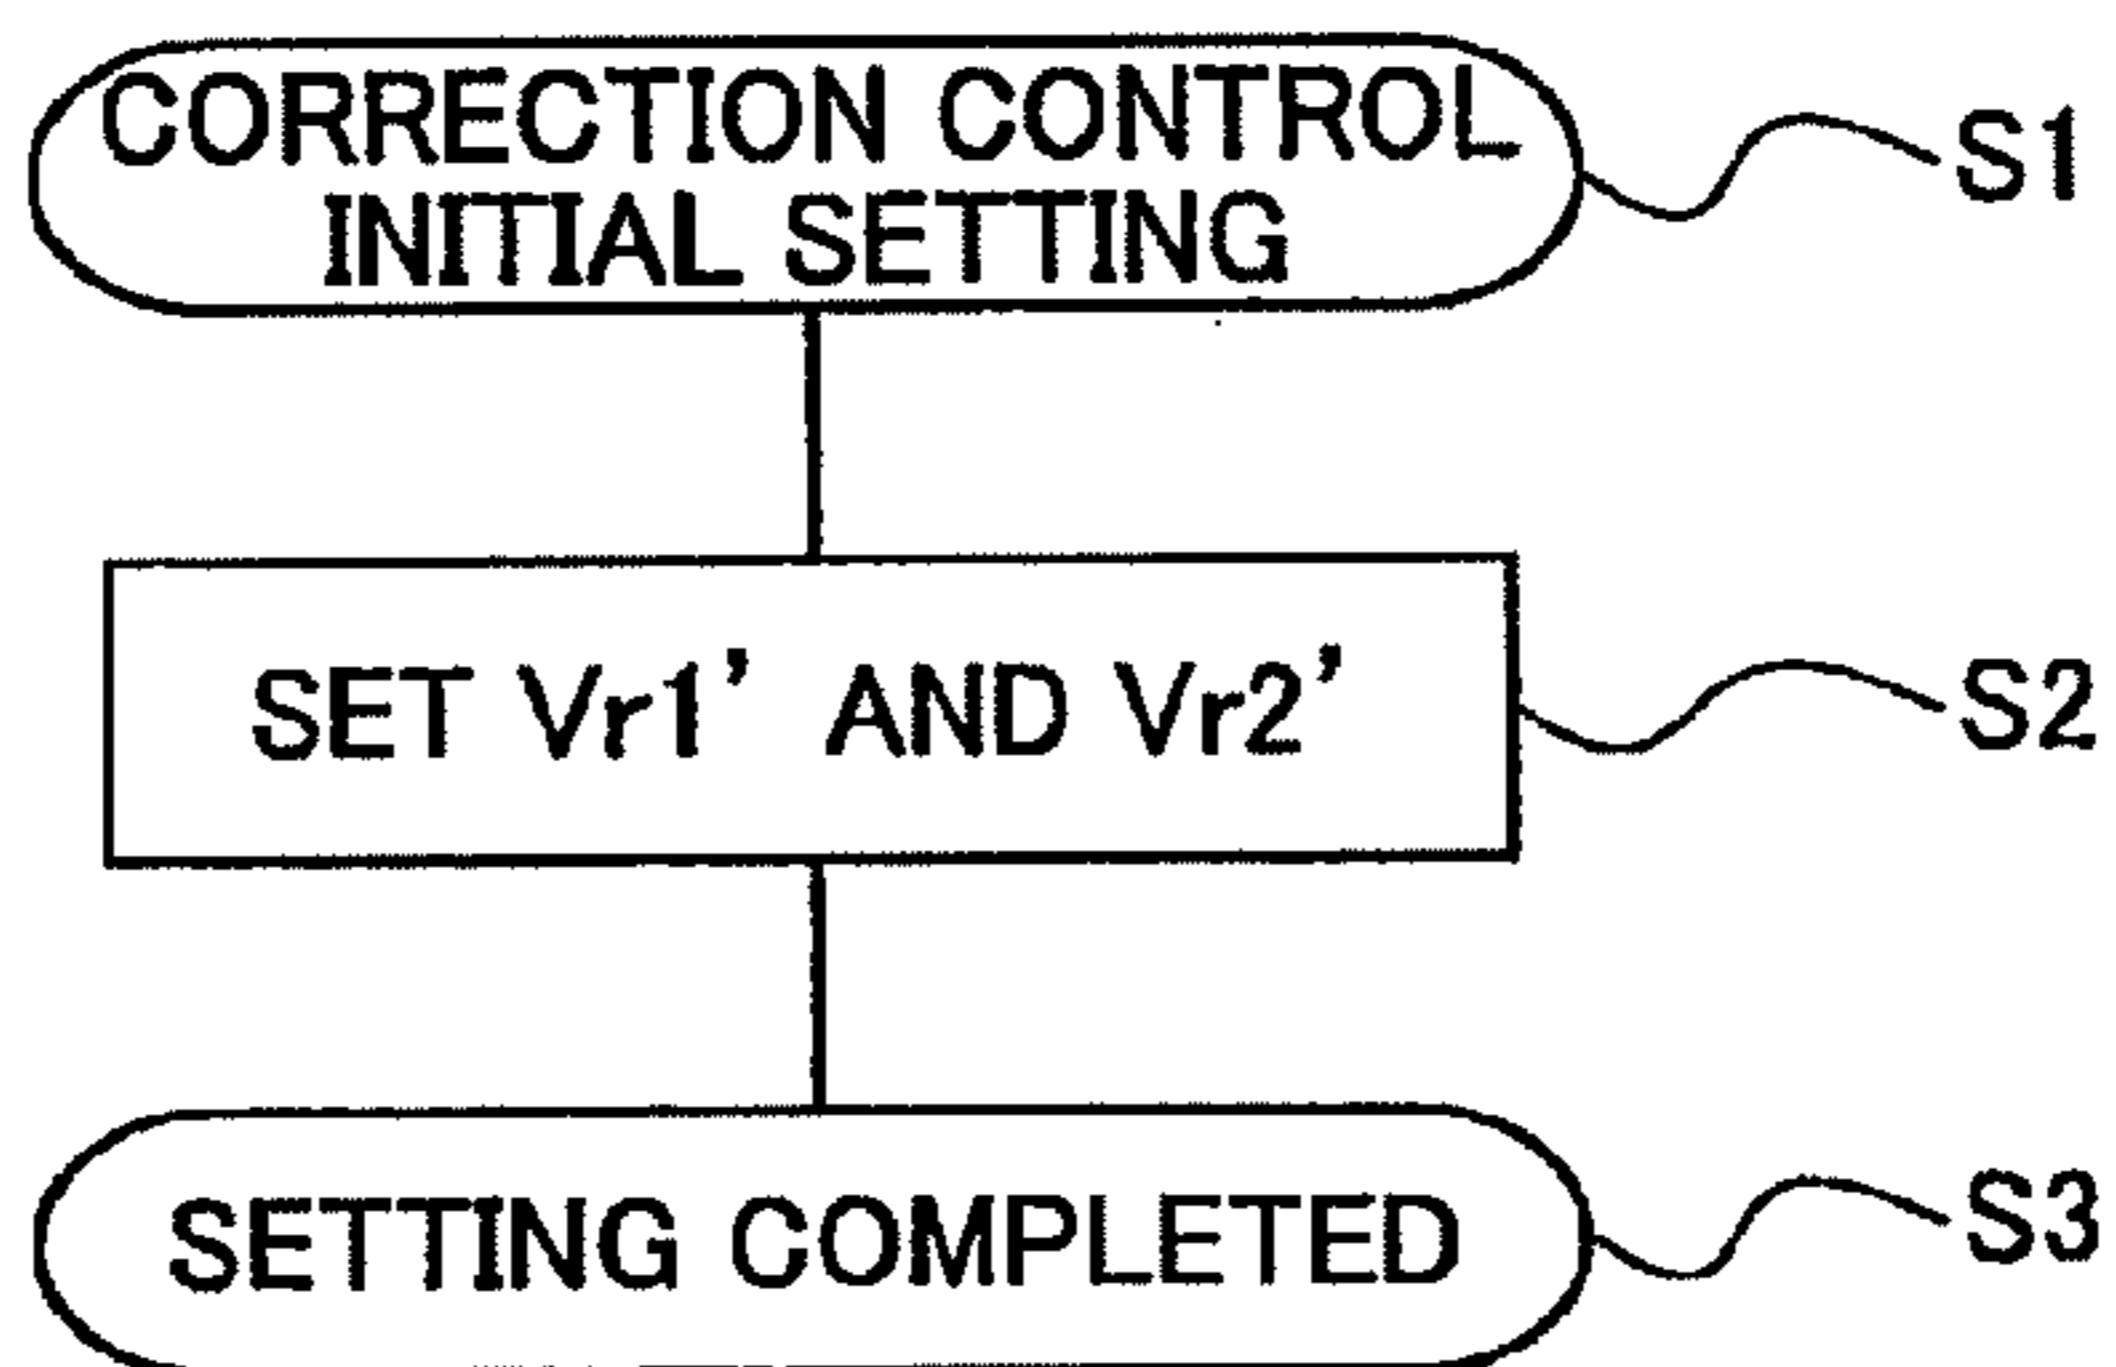 CORRECTION CONTROL
INITIAL SETTING
S1
SET Vr1’ AND Vr2’
S2
SETTING COMPLETED
S3